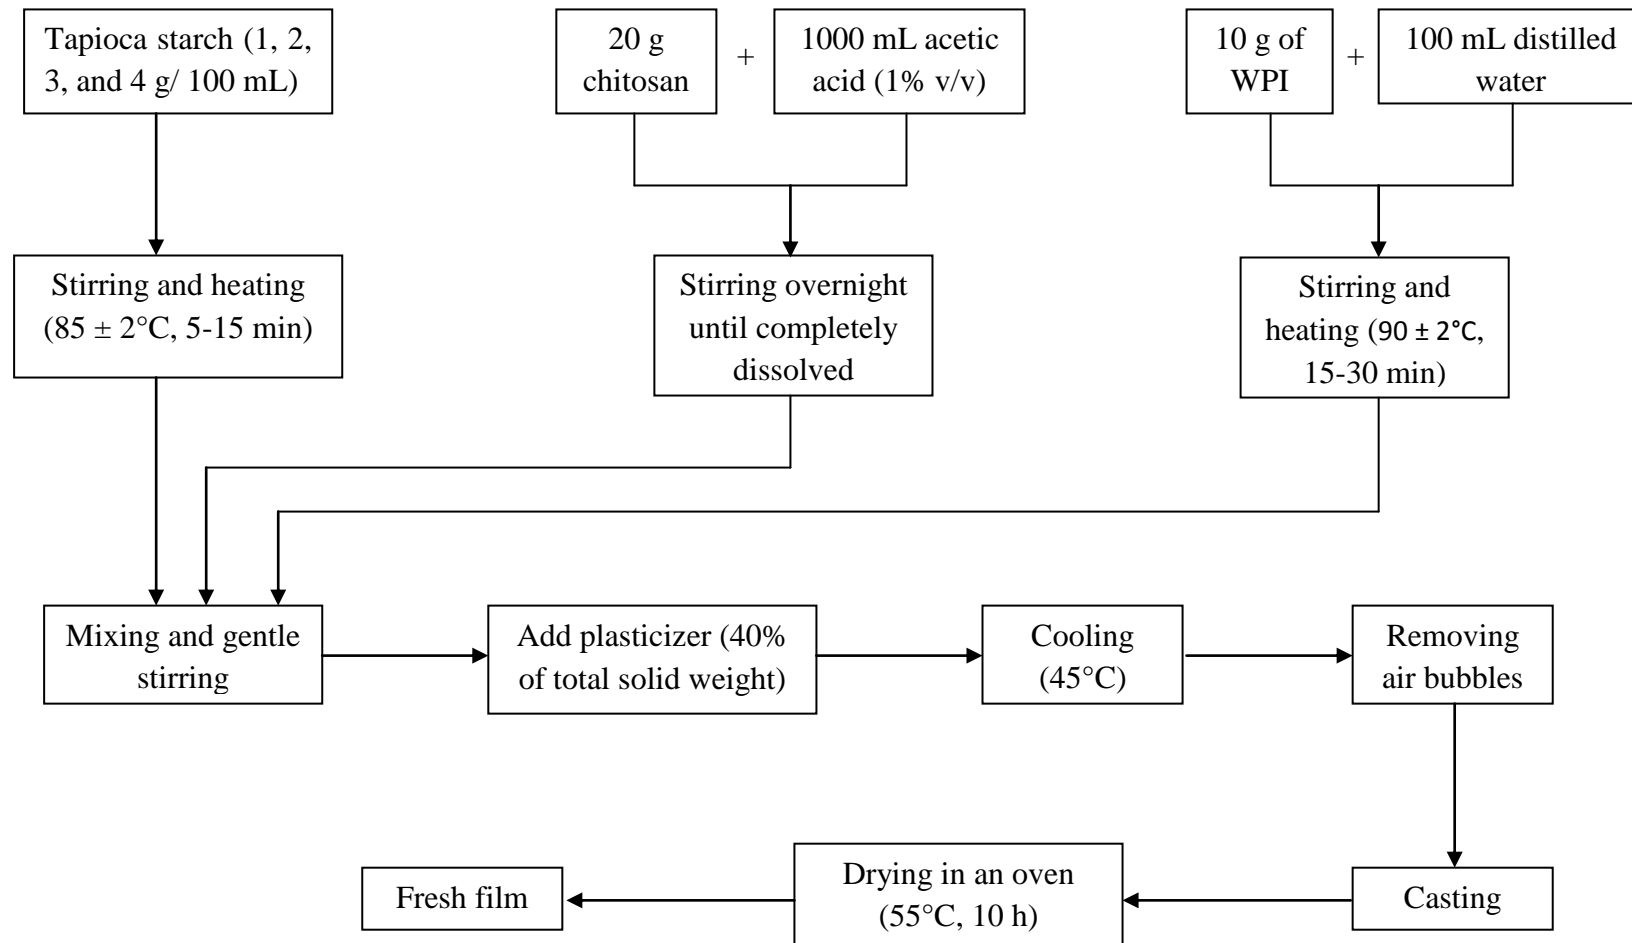 Tapioca starch (1, 2,
3, and 4 g/ 100 mL)
20 g
chitosan
+
1000 mL acetic
acid (1% v/v)
10 g of
WPI
+
100 mL distilled
water
Stirring and heating
(85 ± 2°C, 5-15 min)
Stirring overnight
until completely
dissolved
Stirring and
heating (90 ± 2°C,
15-30 min)
Mixing and gentle
stirring
Add plasticizer (40%
of total solid weight)
Cooling
(45°C)
Removing
air bubbles
Casting
Drying in an oven
(55°C, 10 h)
Fresh film